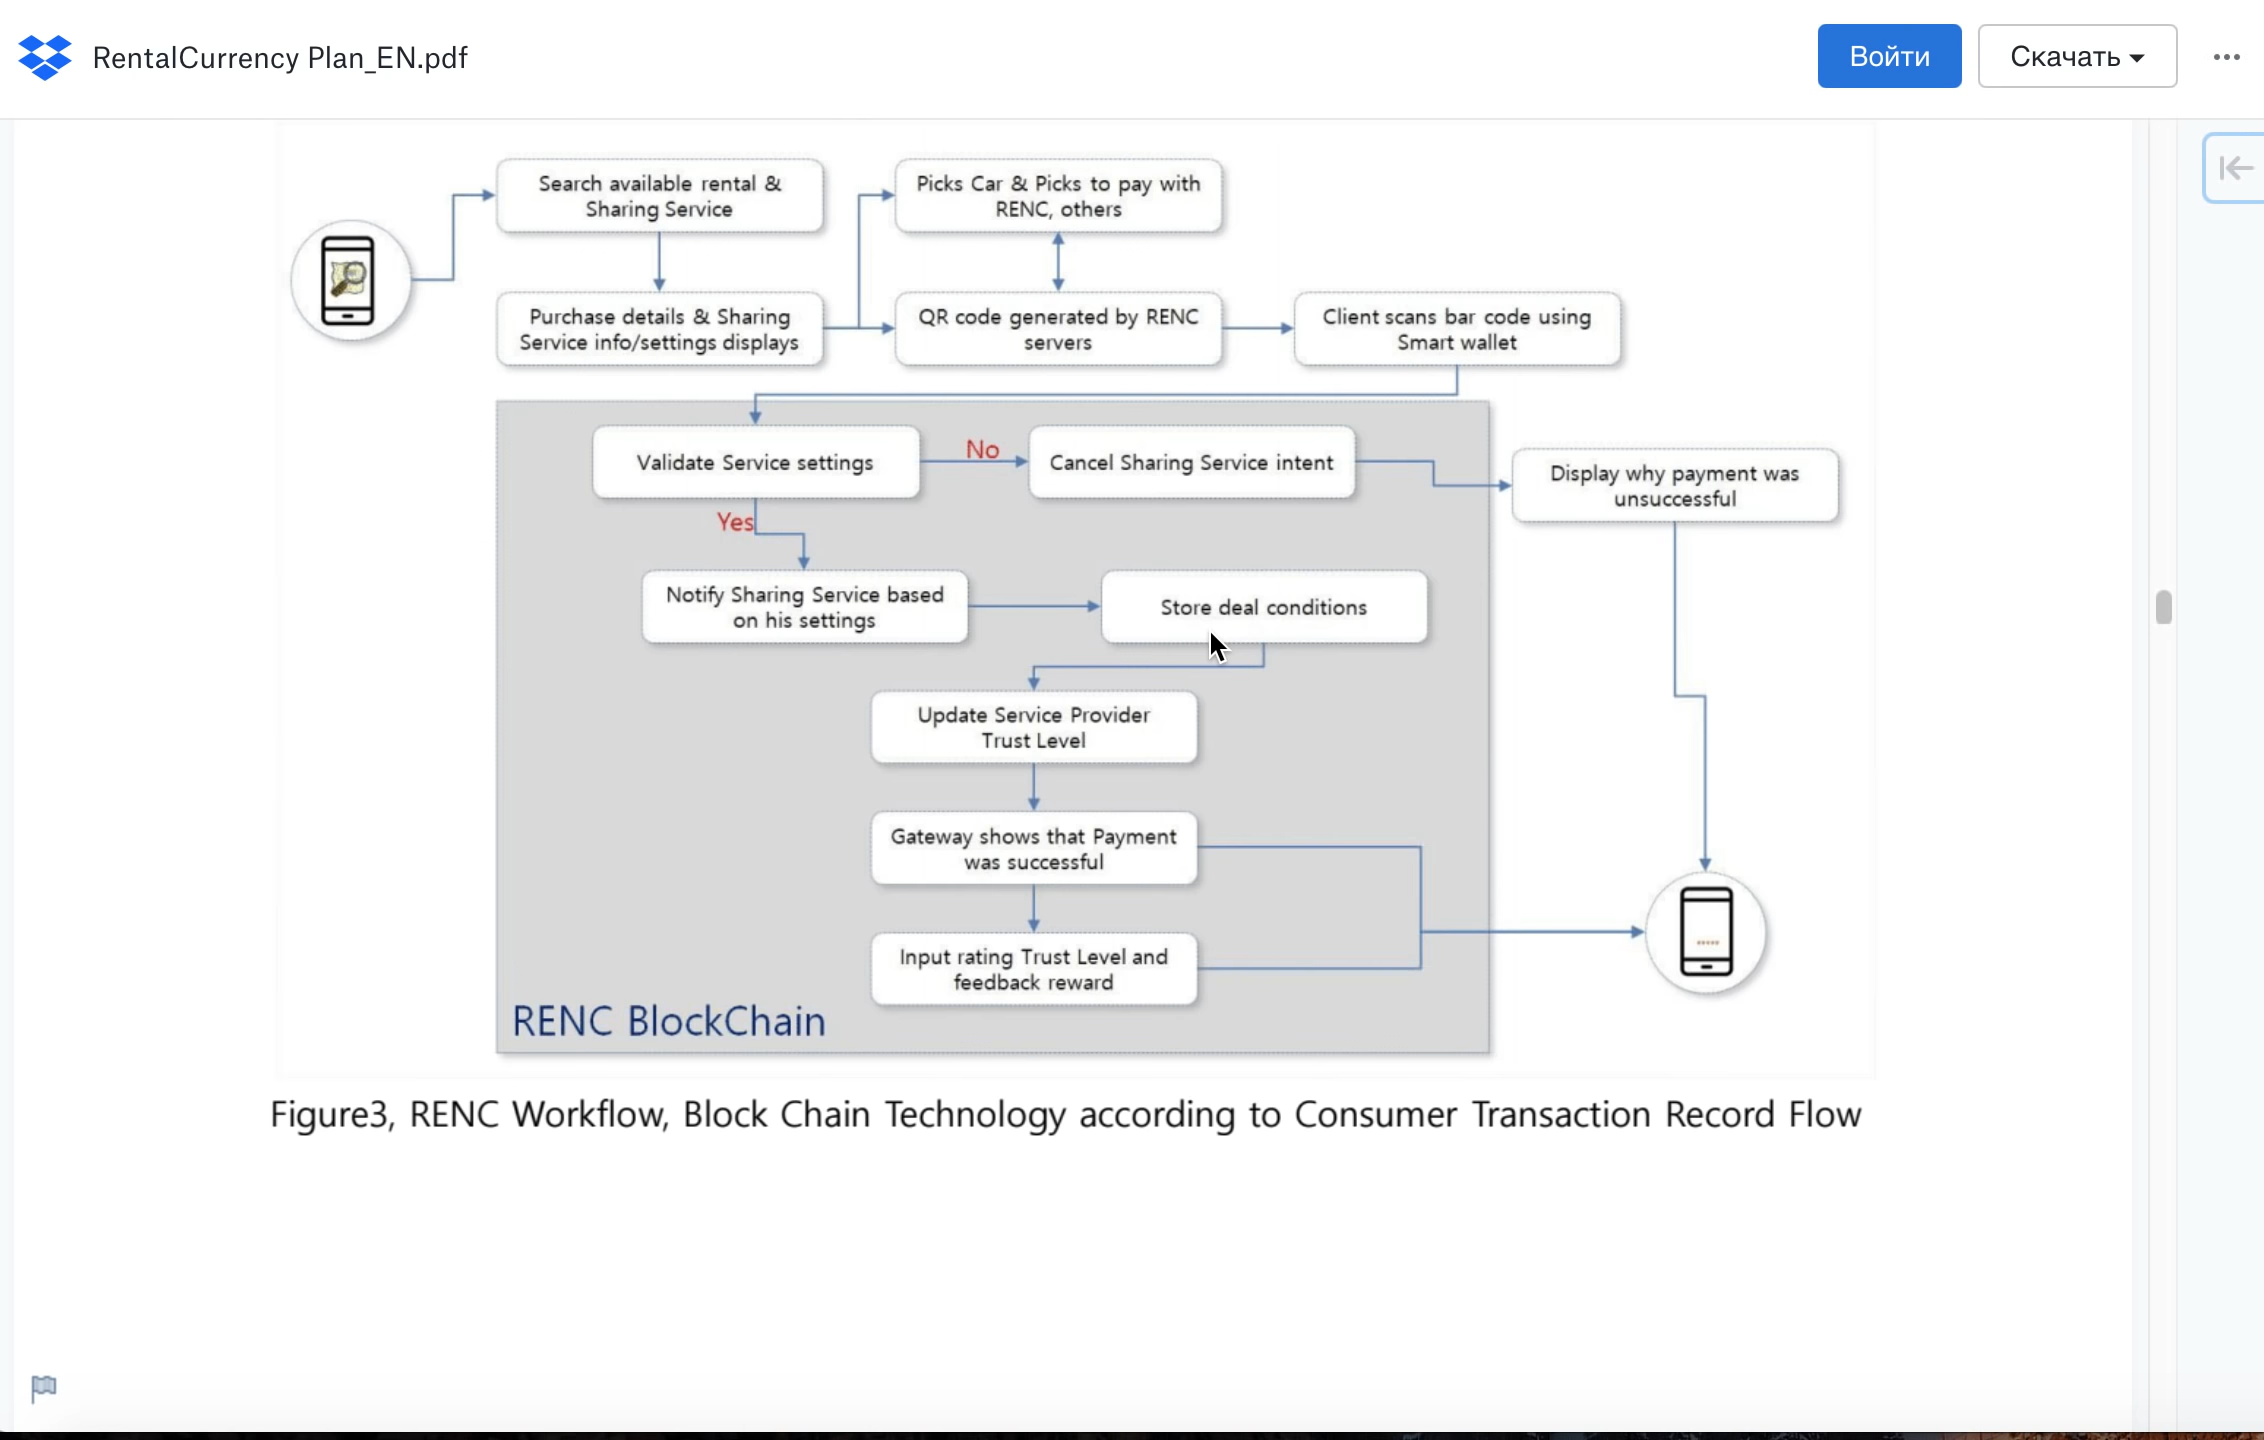 RentalCurrency Plan_EN.pdf
Войти
Скачать
Search available rental &
Sharing Service
Picks Car & Picks to pay with
RENC, others
Purchase details & Sharing
Service info/settings displays
QR code generated by RENC
servers
Client scans bar code using
Smart wallet
Validate Service settings
No
Cancel Sharing Service intent
Display why payment was
unsuccessful
Yes
Notify Sharing Service based
on his settings
Store deal conditions
Update Service Provider
Trust Level
Gateway shows that Payment
was successful
Input rating Trust Level and
feedback reward
RENC BlockChain
Figure3, RENC Workflow, Block Chain Technology according to Consumer Transaction Record Flow